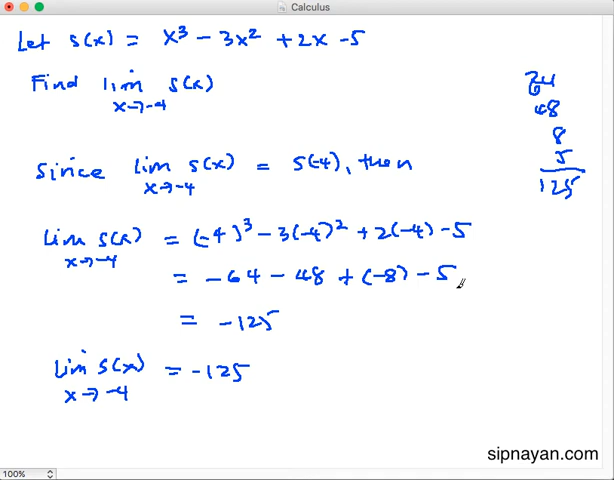 Calculus
Let s(x) = x³ − 3x² + 2x − 5
Find lim s(x)
x→−4
64
48
8
5
125
Since lim s(x) = s(−4), then
x→−4
lim s(x) = (−4)³ − 3(−4)² + 2(−4) − 5
x→−4
= −64 − 48 + (−8) − 5
= −125
lim s(x) = −125
x→−4
sipnayan.com
100%